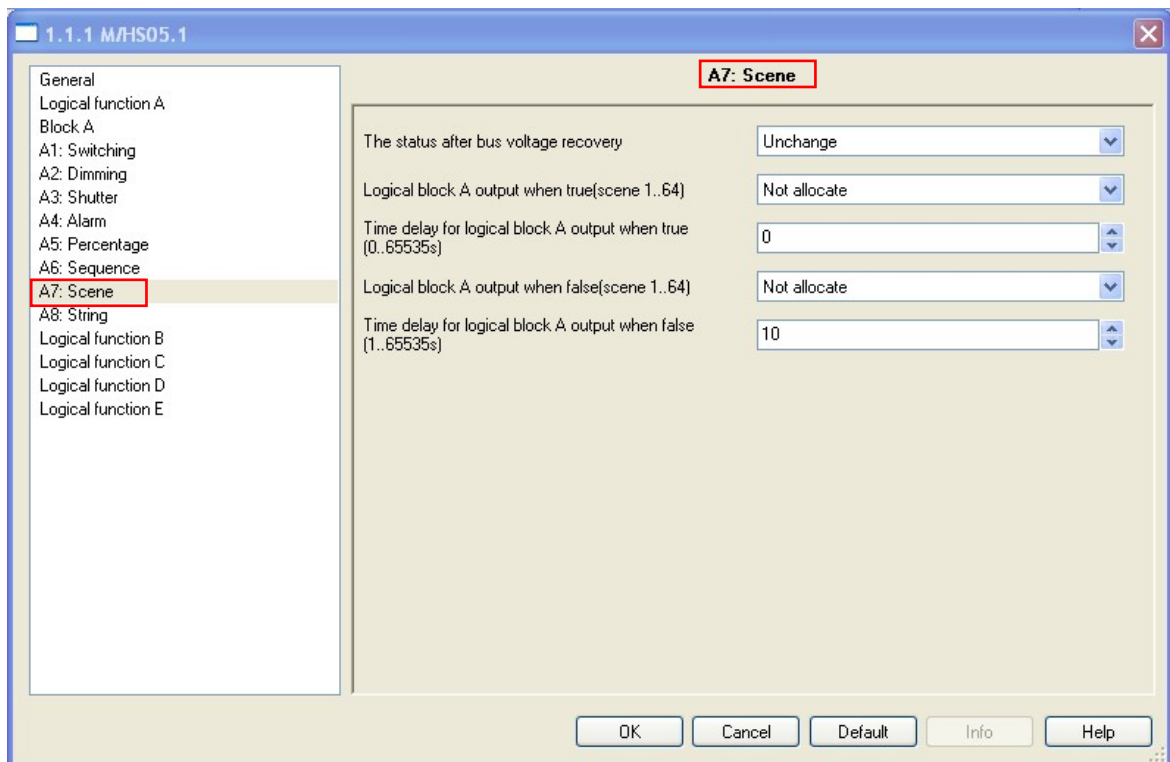 1.1.1 M/HS05.1
General
Logical function A
Block A
A1: Switching
A2: Dimming
A3: Shutter
A4: Alarm
A5: Percentage
A6: Sequence
A7: Scene
A8: String
Logical function B
Logical function C
Logical function D
Logical function E
A7: Scene
The status after bus voltage recovery
Unchange
Logical block A output when true(scene 1..64)
Not allocate
Time delay for logical block A output when true
(0..65535s)
0
Logical block A output when false(scene 1..64)
Not allocate
Time delay for logical block A output when false
(1..65535s)
10
OK
Cancel
Default
Info
Help